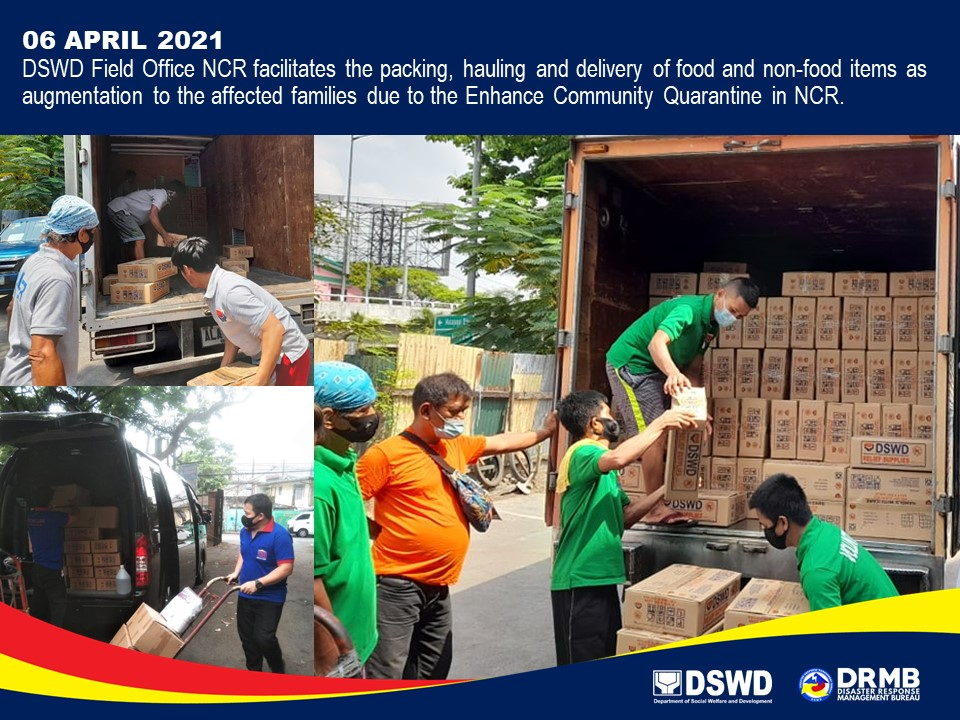 06 APRIL 2021
DSWD Field Office NCR facilitates the packing, hauling and delivery of food and non-food items as
augmentation to the affected families due to the Enhance Community Quarantine in NCR.
DSWD
DSWD
RELIEF SUPPLIES
DSWD
DSWD
Department of Social Welfare and Development
DRMB
DISASTER RESPONSE
MANAGEMENT BUREAU